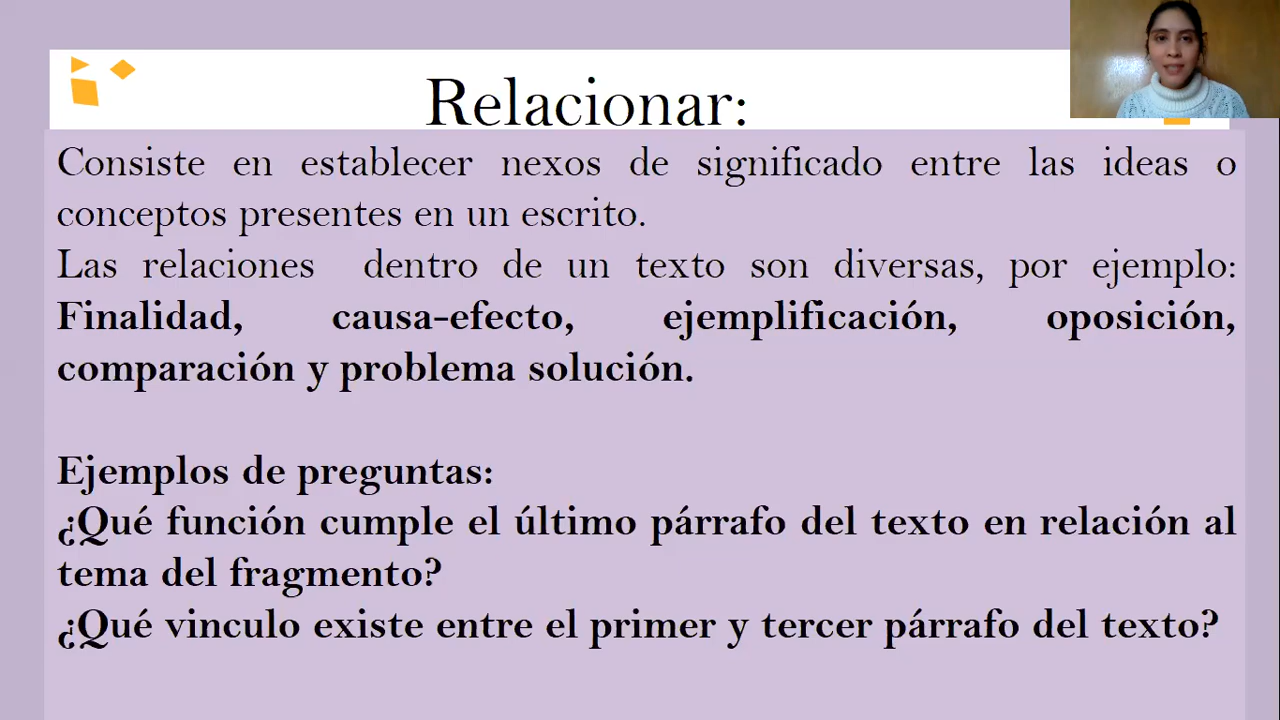 Relacionar:
Consiste en establecer nexos de significado entre las ideas o
conceptos presentes en un escrito.
Las relaciones dentro de un texto son diversas, por ejemplo:
Finalidad, causa-efecto, ejemplificación, oposición,
comparación y problema solución.
Ejemplos de preguntas:
¿Qué función cumple el último párrafo del texto en relación al
tema del fragmento?
¿Qué vinculo existe entre el primer y tercer párrafo del texto?